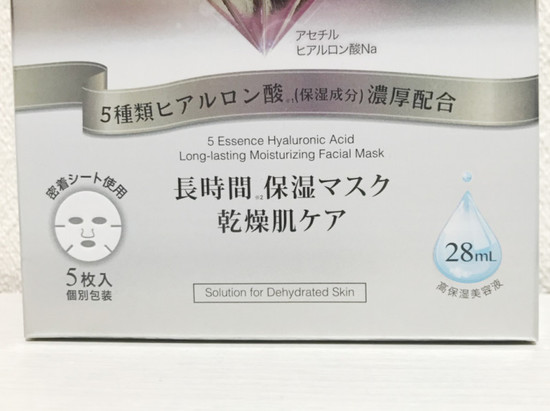 アセチル
ヒアルロン酸Na
5種類ヒアルロン酸※1(保湿成分)濃厚配合
5 Essence Hyaluronic Acid
Long-lasting Moisturizing Facial Mask
長時間※2保湿マスク
乾燥肌ケア
密着シート使用
5枚入
個別包装
28mL
高保湿美容液
Solution for Dehydrated Skin